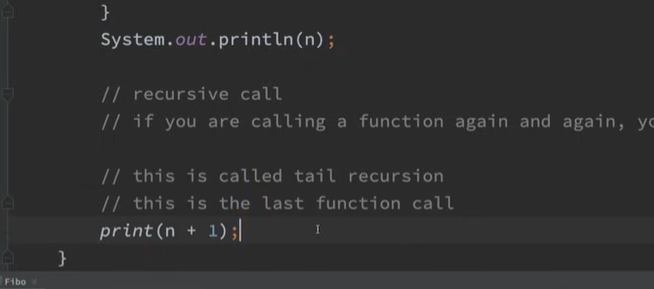 }
System.out.println(n);
// recursive call
// if you are calling a function again and again,
// this is called tail recursion
// this is the last function call
print(n + 1);
}
Fibo